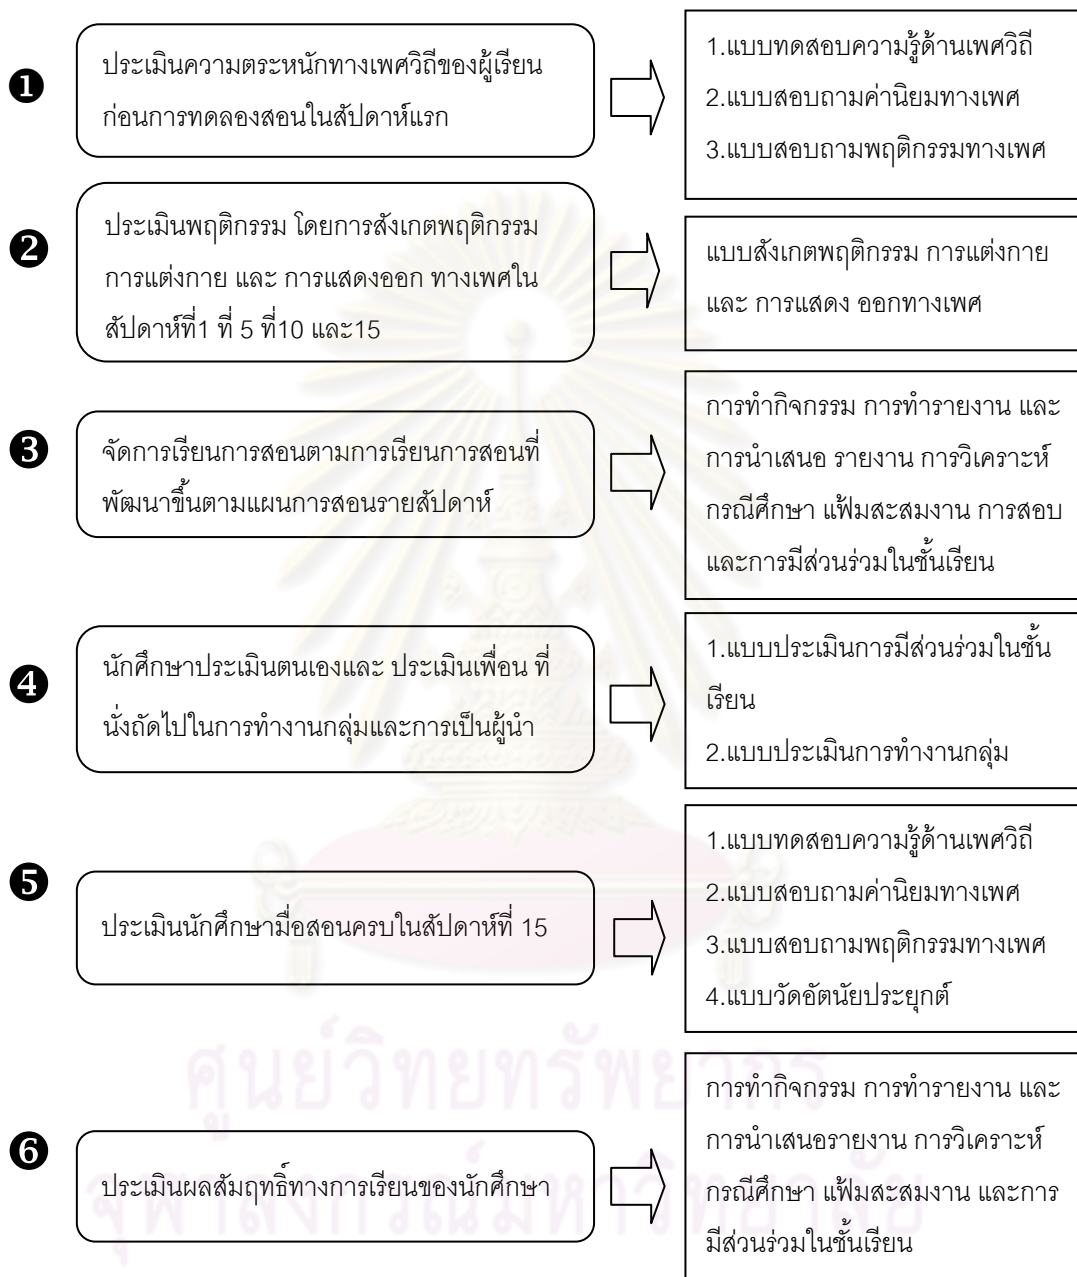 ❶
ประเมินความตระหนักทางเพศวิถีของผู้เรียน
ก่อนการทดลองสอนในสัปดาห์แรก
1.แบบทดสอบความรู้ด้านเพศวิถี
2.แบบสอบถามค่านิยมทางเพศ
3.แบบสอบถามพฤติกรรมทางเพศ
❷
ประเมินพฤติกรรม โดยการสังเกตพฤติกรรม
การแต่งกาย และ การแสดงออก ทางเพศใน
สัปดาห์ที่1 ที่ 5 ที่10 และ15
แบบสังเกตพฤติกรรม การแต่งกาย
และ การแสดง ออกทางเพศ
❸
จัดการเรียนการสอนตามการเรียนการสอนที่
พัฒนาขึ้นตามแผนการสอนรายสัปดาห์
การทำกิจกรรม การทำรายงาน และ
การนำเสนอ รายงาน การวิเคราะห์
กรณีศึกษา แฟ้มสะสมงาน การสอบ
และการมีส่วนร่วมในชั้นเรียน
❹
นักศึกษาประเมินตนเองและ ประเมินเพื่อน ที่
นั่งถัดไปในการทำงานกลุ่มและการเป็นผู้นำ
1.แบบประเมินการมีส่วนร่วมในชั้น
เรียน
2.แบบประเมินการทำงานกลุ่ม
❺
ประเมินนักศึกษามื่อสอนครบในสัปดาห์ที่ 15
1.แบบทดสอบความรู้ด้านเพศวิถี
2.แบบสอบถามค่านิยมทางเพศ
3.แบบสอบถามพฤติกรรมทางเพศ
4.แบบวัดอัตนัยประยุกต์
❻
ประเมินผลสัมฤทธิ์ทางการเรียนของนักศึกษา
การทำกิจกรรม การทำรายงาน และ
การนำเสนอรายงาน การวิเคราะห์
กรณีศึกษา แฟ้มสะสมงาน และการ
มีส่วนร่วมในชั้นเรียน
ศูนย์วิทยทรัพยากร
จุฬาลงกรณ์มหาวิทยาลัย